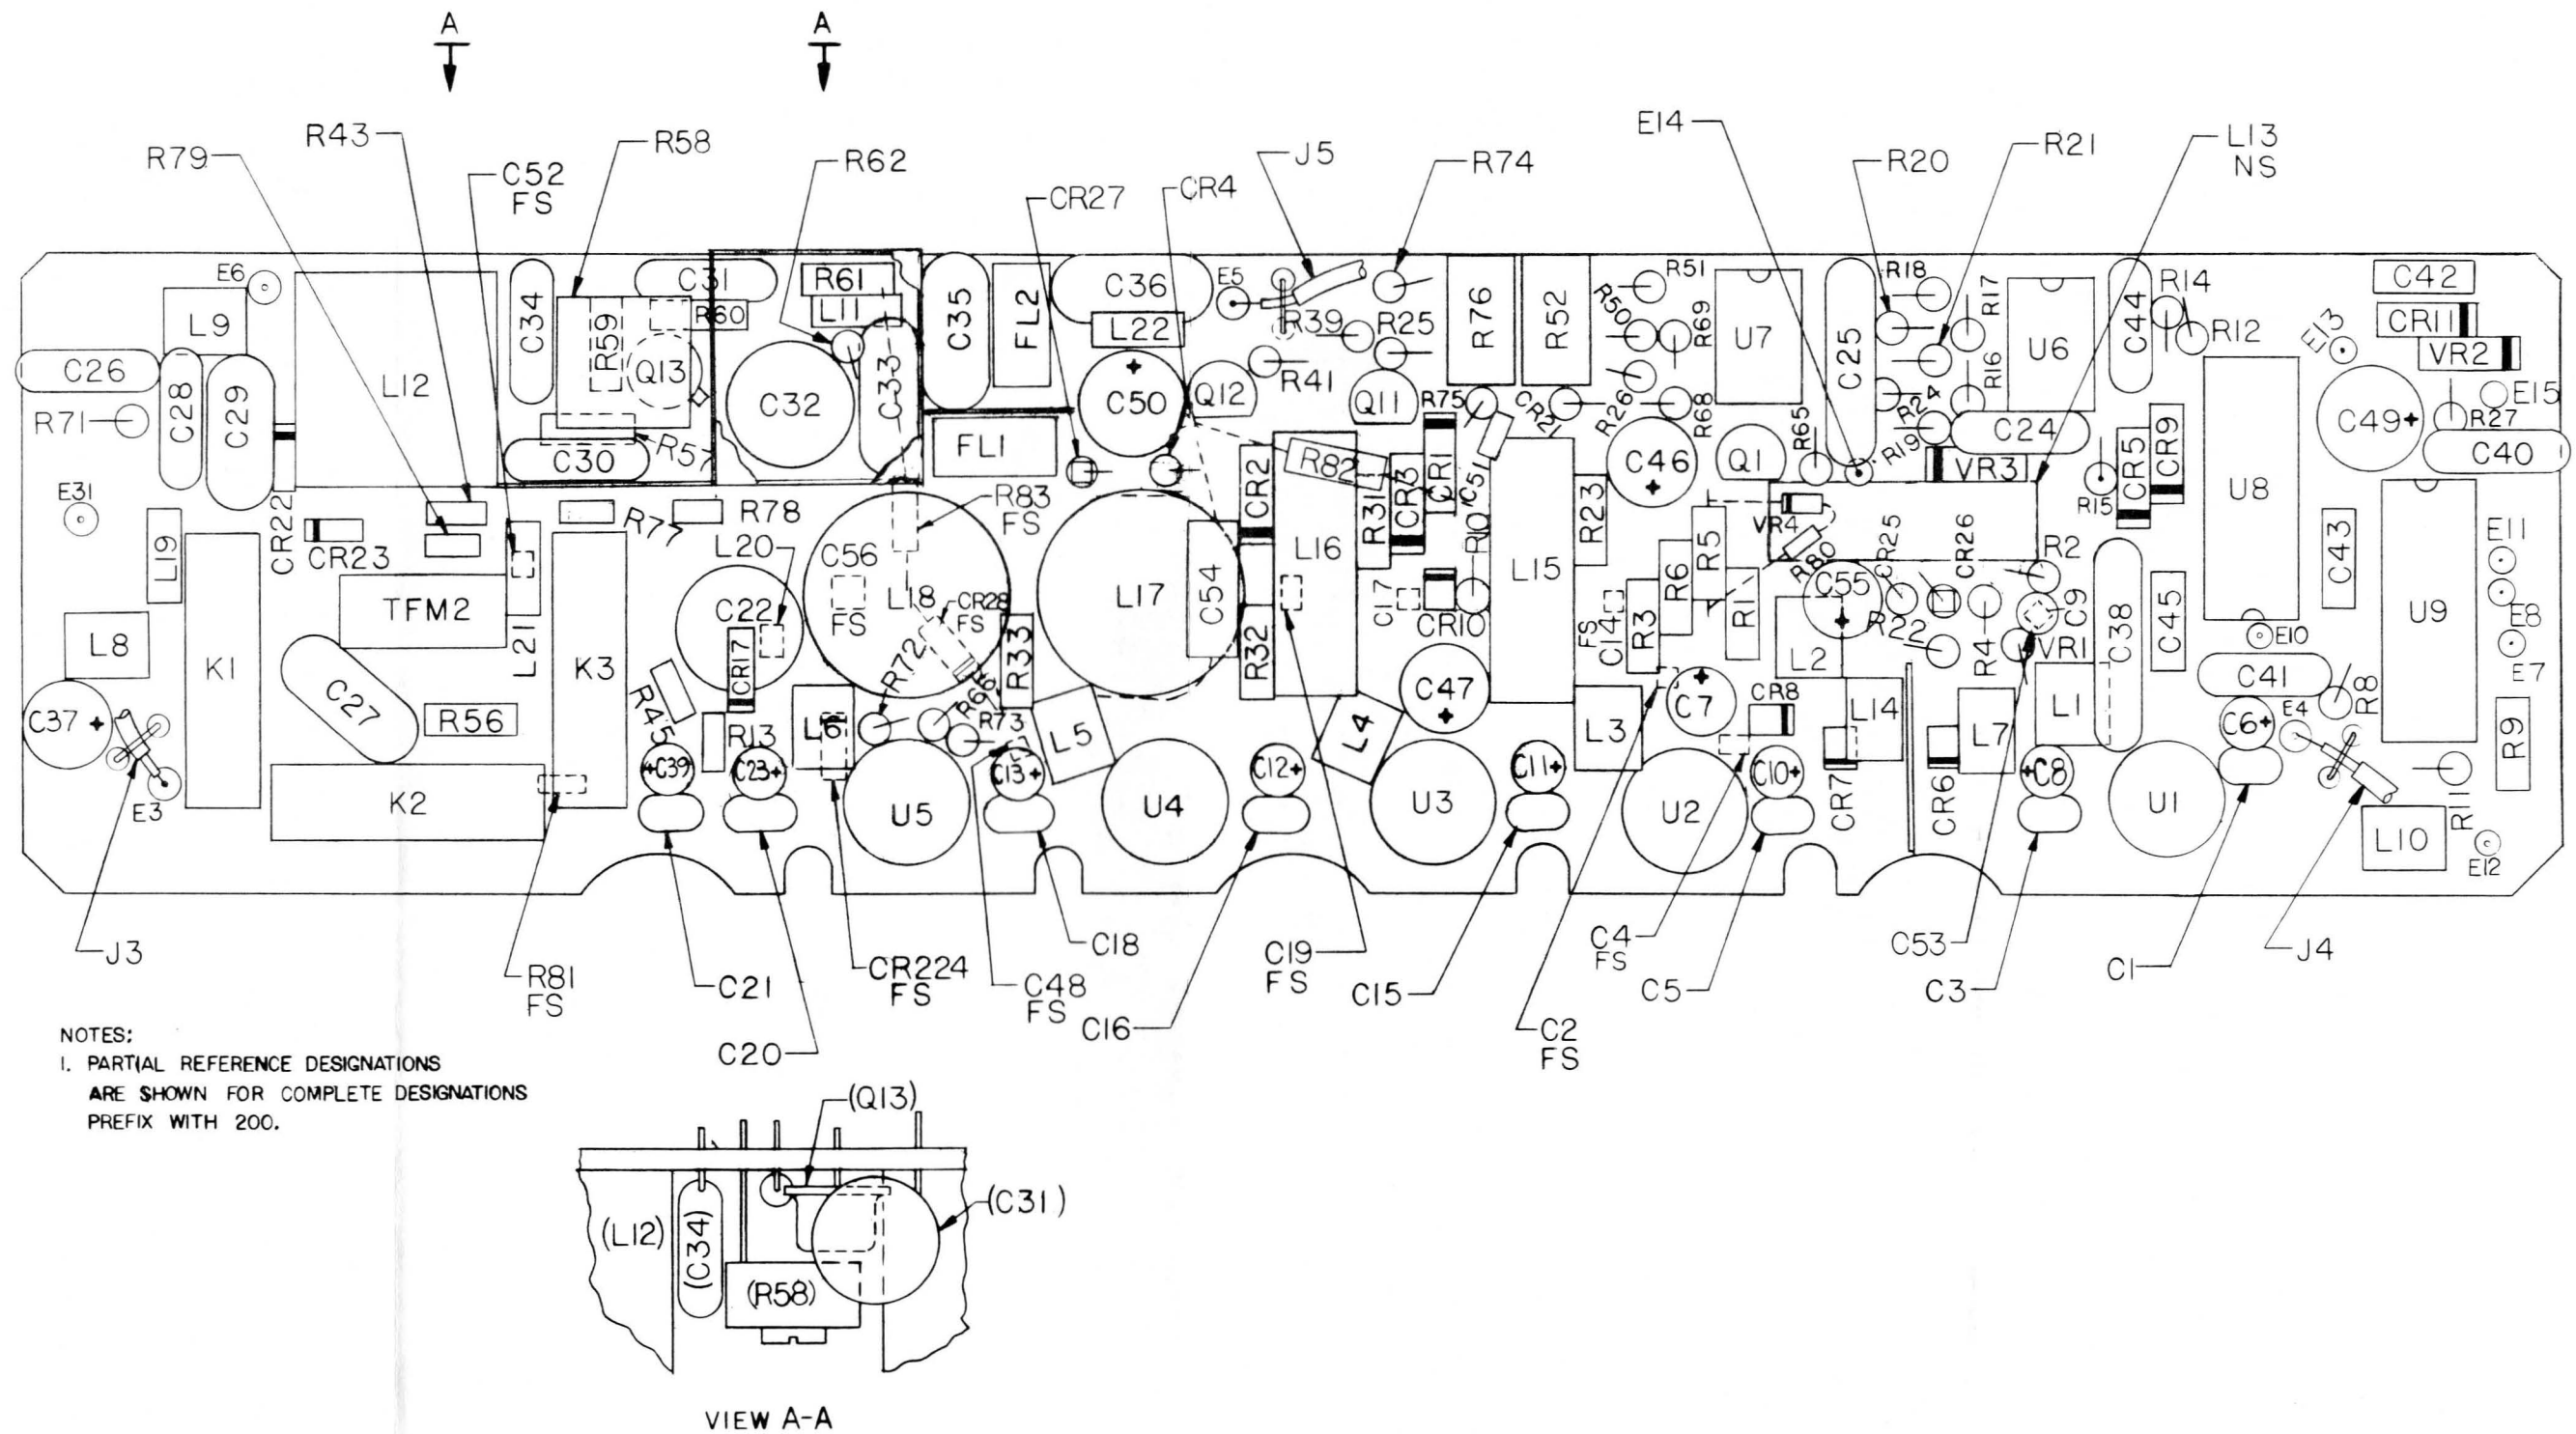 A
A
R43
R79
C52
FS
R58
R62
CR27
CR4
J5
R74
E14
R20
R21
L13
NS
E6
L9
C26
C28
C29
R71
L12
C34
R59
C31
R60
Q13
C30
R57
R61
L11
C32
C33
C35
FL2
C36
L22
C50
FL1
E5
R39
R25
R41
Q12
Q11
R76
R52
R75
CR21
R51
R50
R69
R26
R68
U7
C25
R18
R17
R16
R24
R19
R65
U6
C44
R14
R12
E13
C42
CR11
VR2
E15
R27
C49
C40
C24
VR3
CR5
CR9
R15
U8
Q1
C46
R23
C51
L15
R10
CR1
CR3
R31
R82
CR2
L16
C17
CR10
C54
L17
R32
R83
FS
L18
C56
FS
CR28
FS
R33
R72
R66
R73
L20
C22
CR17
R77
R78
E31
L19
CR22
CR23
K1
TFM2
L21
K3
L8
C37
C27
R56
K2
E3
R45
R13
C39
C23
L6
U5
C13
L5
U4
C12
L4
U3
C47
C11
L3
FS
C14
R3
R6
R5
R1
VR4
R80
C55
CR25
CR26
R2
C9
R22
R4
VR1
L2
C7
CR8
L14
L7
L1
C38
C45
C10
U2
CR7
CR6
C8
U1
E10
C41
C6
E4
R8
C43
U9
E11
E8
E7
R9
R11
L10
E12
J3
R81
FS
C21
C20
CR224
FS
C48
FS
C18
C16
C19
FS
C15
C2
FS
C4
FS
C5
C53
C3
C1
J4
NOTES:
1. PARTIAL REFERENCE DESIGNATIONS
ARE SHOWN FOR COMPLETE DESIGNATIONS
PREFIX WITH 200.
(Q13)
(C31)
(L12)
(C34)
(R58)
VIEW A-A